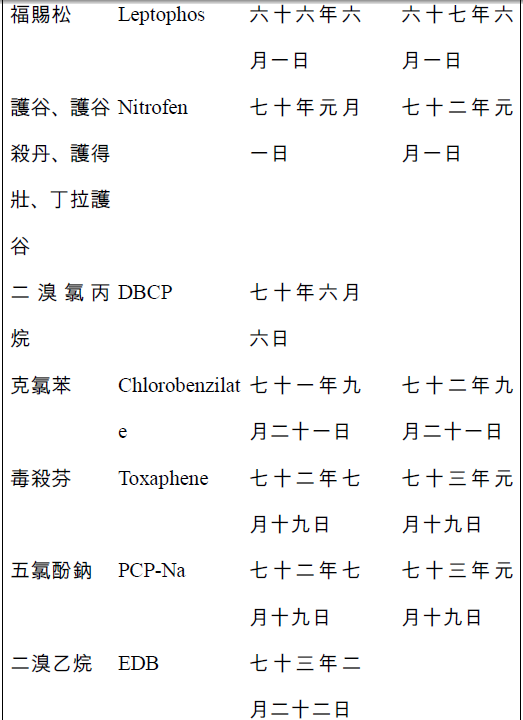 福賜松 Leptophos 六十六年六 六十七年六
月一日 月一日
護谷、護谷 Nitrofen 七十年元月 七十二年元
殺丹、護得 一日 月一日
壯、丁拉護
谷
二溴氯丙 DBCP 七十年六月
烷 六日
克氯苯 Chlorobenzilat 七十一年九 七十二年九
e 月二十一日 月二十一日
毒殺芬 Toxaphene 七十二年七 七十三年元
月十九日 月十九日
五氯酚鈉 PCP-Na 七十二年七 七十三年元
月十九日 月十九日
二溴乙烷 EDB 七十三年二
月二十二日